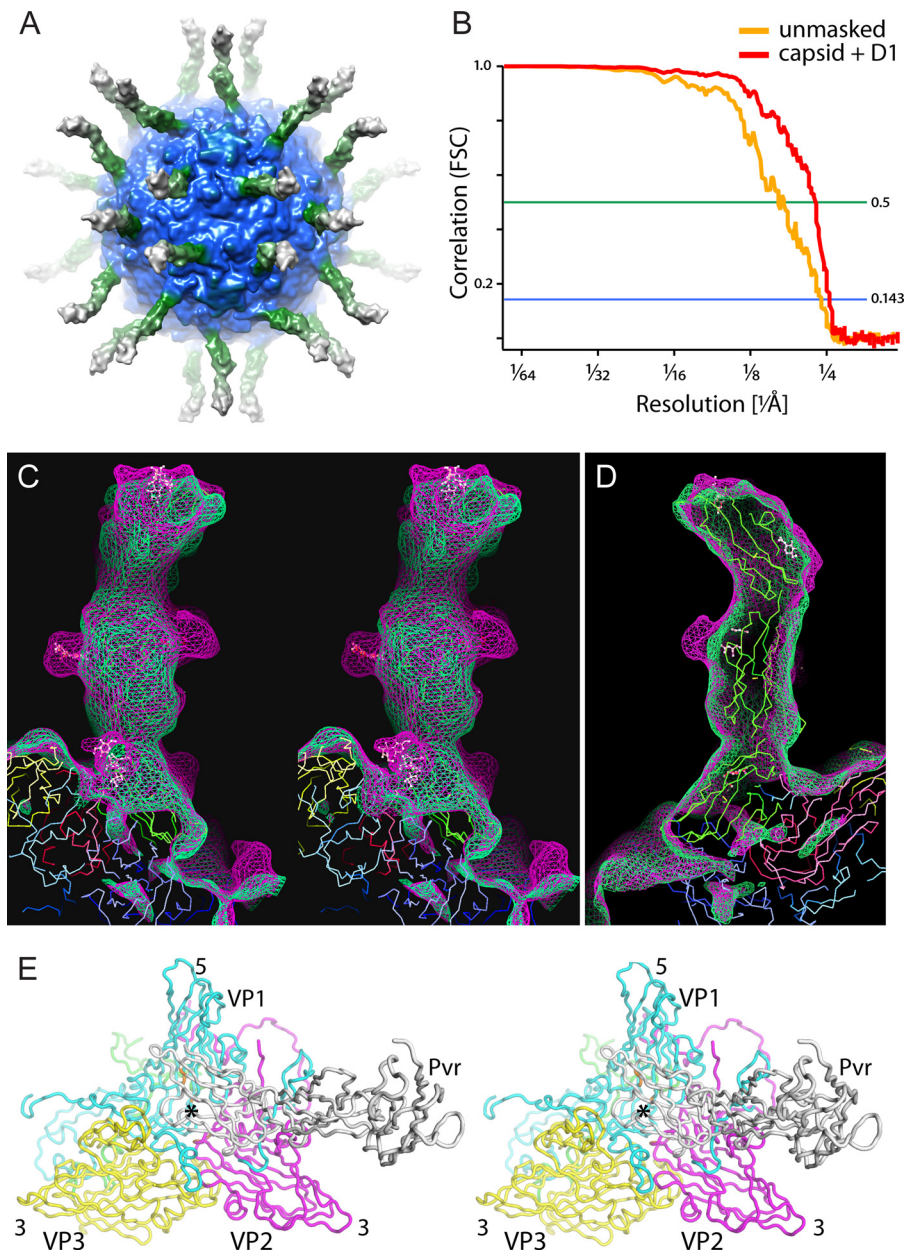 A
B
unmasked
capsid + D1
1.0
0.5
0.2
0.143
Correlation (FSC)
1⁄64
1⁄32
1⁄16
1⁄8
1⁄4
Resolution [1⁄Å]
C
D
E
5
VP1
Pvr
*
3
VP3
VP2
3
5
VP1
Pvr
*
3
VP3
VP2
3